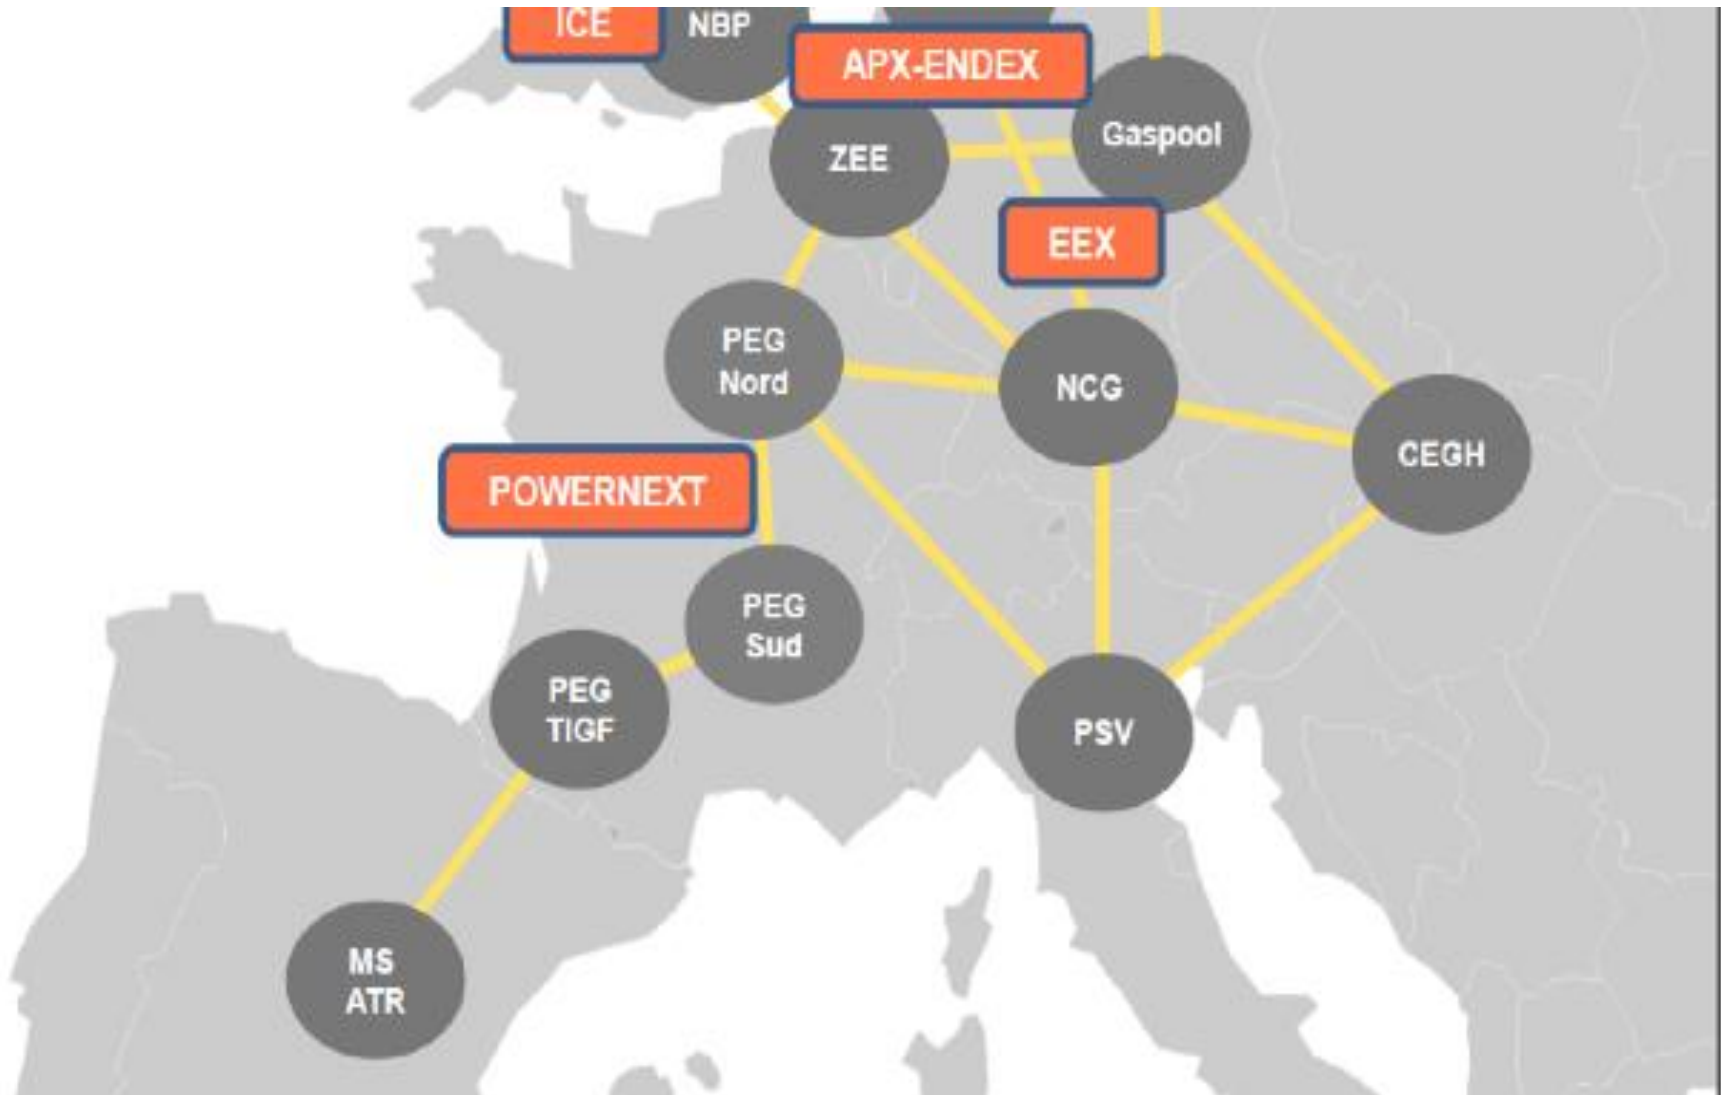 ICE
NBP
APX-ENDEX
Gaspool
ZEE
EEX
PEG
Nord
NCG
CEGH
POWERNEXT
PEG
Sud
PEG
TIGF
PSV
MS
ATR